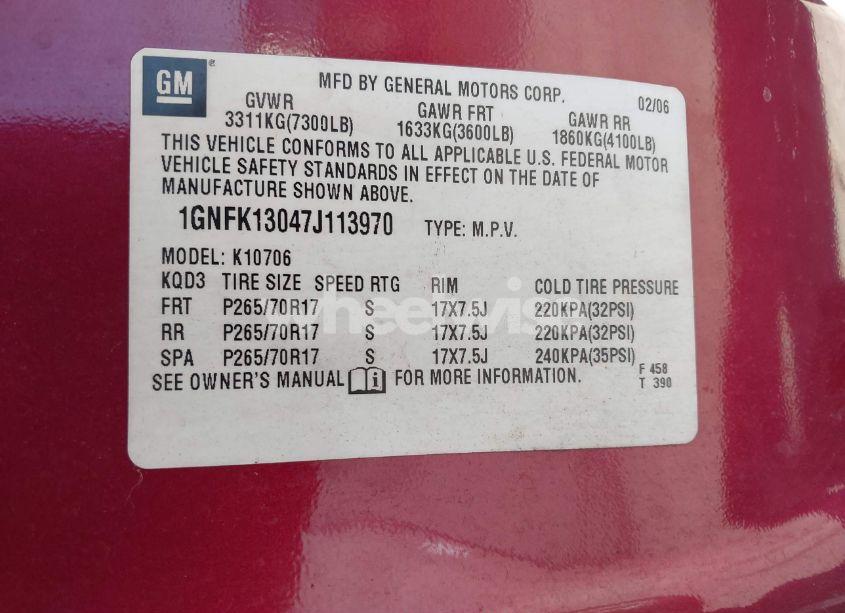 GM
MFD BY GENERAL MOTORS CORP. 02/06
GVWR GAWR FRT GAWR RR
3311KG(7300LB) 1633KG(3600LB) 1860KG(4100LB)
THIS VEHICLE CONFORMS TO ALL APPLICABLE U.S. FEDERAL MOTOR
VEHICLE SAFETY STANDARDS IN EFFECT ON THE DATE OF
MANUFACTURE SHOWN ABOVE.
1GNFK13047J113970 TYPE: M.P.V.
MODEL: K10706
KQD3 TIRE SIZE SPEED RTG RIM COLD TIRE PRESSURE
FRT P265/70R17 S 17X7.5J 220KPA(32PSI)
RR P265/70R17 S 17X7.5J 220KPA(32PSI)
SPA P265/70R17 S 17X7.5J 240KPA(35PSI)
SEE OWNER'S MANUAL FOR MORE INFORMATION.
F 458
T 390